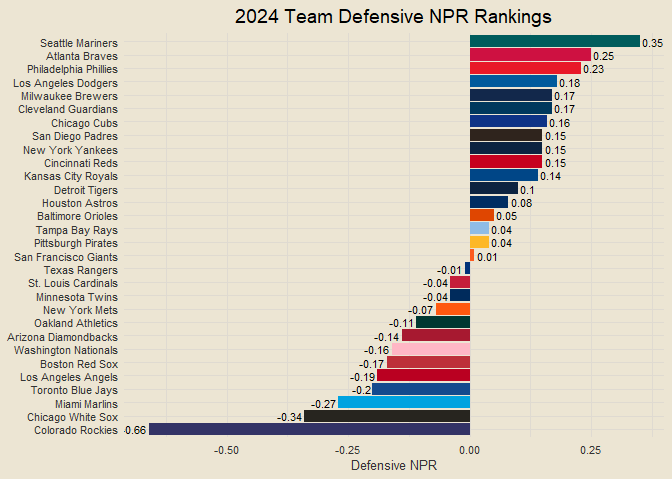 2024 Team Defensive NPR Rankings
Seattle Mariners 0.35
Atlanta Braves 0.25
Philadelphia Phillies 0.23
Los Angeles Dodgers 0.18
Milwaukee Brewers 0.17
Cleveland Guardians 0.17
Chicago Cubs 0.16
San Diego Padres 0.15
New York Yankees 0.15
Cincinnati Reds 0.15
Kansas City Royals 0.14
Detroit Tigers 0.1
Houston Astros 0.08
Baltimore Orioles 0.05
Tampa Bay Rays 0.04
Pittsburgh Pirates 0.04
San Francisco Giants 0.01
Texas Rangers -0.01
St. Louis Cardinals -0.04
Minnesota Twins -0.04
New York Mets -0.07
Oakland Athletics -0.11
Arizona Diamondbacks -0.14
Washington Nationals -0.16
Boston Red Sox -0.17
Los Angeles Angels -0.19
Toronto Blue Jays -0.2
Miami Marlins -0.27
Chicago White Sox -0.34
Colorado Rockies -0.66
-0.50 -0.25 0.00 0.25
Defensive NPR